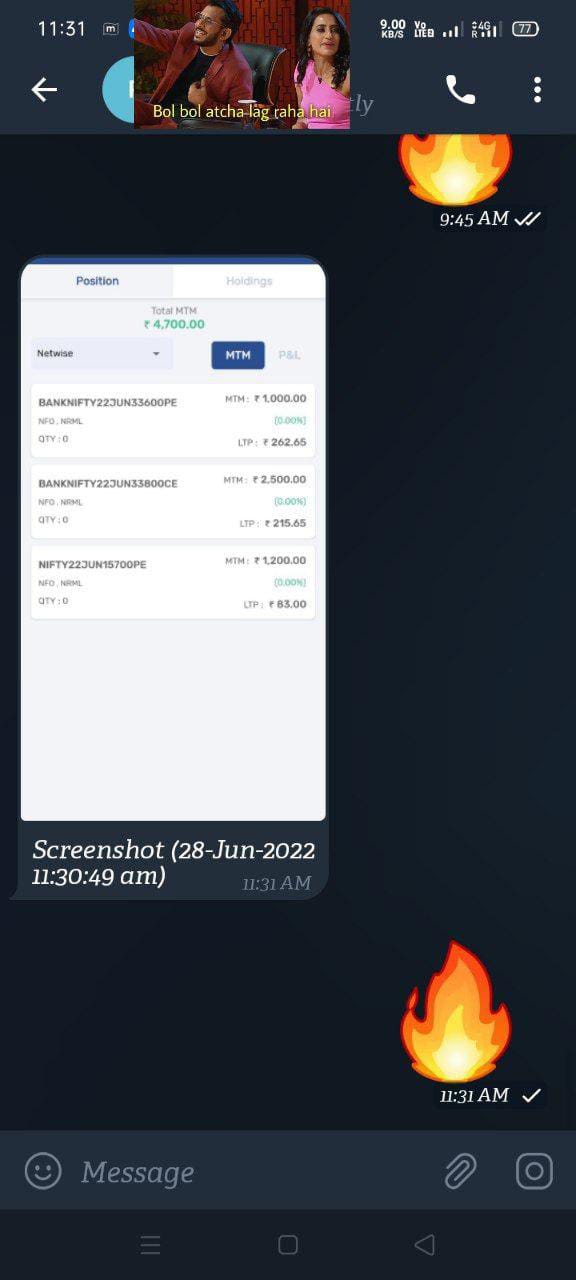 11:31 m 9.00 KB/S Vo LTE2 4G R 77
Bol bol atcha lag raha hai
tly
9:45 AM
Position Holdings
Total MTM
₹ 4,700.00
Netwise MTM P&L
BANKNIFTY22JUN33600PE MTM : ₹ 1,000.00
NFO , NRML (0.00%)
QTY : 0 LTP : ₹ 262.65
BANKNIFTY22JUN33800CE MTM : ₹ 2,500.00
NFO , NRML (0.00%)
QTY : 0 LTP : ₹ 215.65
NIFTY22JUN15700PE MTM : ₹ 1,200.00
NFO , NRML (0.00%)
QTY : 0 LTP : ₹ 83.00
Screenshot (28-Jun-2022
11:30:49 am) 11:31 AM
11:31 AM
Message